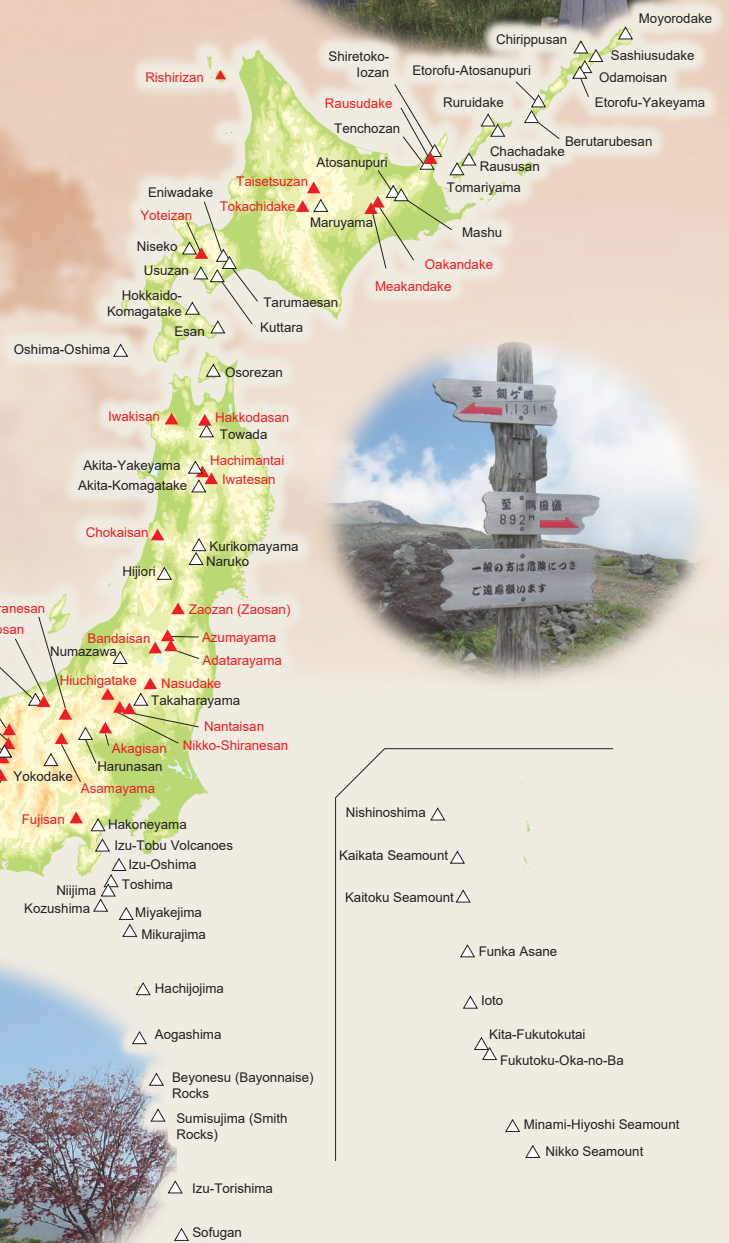 Moyorodake
Chirippusan
Sashiusudake
Odamoisan
Etorofu-Yakeyama
Etorofu-Atosanupuri
Berutarubesan
Ruruidake
Chachadake
Raususan
Tomariyama
Shiretoko-
Iozan
Rausudake
Tenchozan
Rishirizan
Atosanupuri
Mashu
Oakandake
Meakandake
Taisetsuzan
Tokachidake
Maruyama
Eniwadake
Yoteizan
Niseko
Usuzan
Tarumaesan
Kuttara
Hokkaido-
Komagatake
Esan
Oshima-Oshima
Osorezan
Iwakisan
Hakkodasan
Towada
Akita-Yakeyama
Hachimantai
Iwatesan
Akita-Komagatake
Chokaisan
Kurikomayama
Naruko
Hijiori
Zaozan (Zaosan)
ranesan
osan
Bandaisan
Azumayama
Adatarayama
Numazawa
Hiuchigatake
Nasudake
Takaharayama
Nantaisan
Nikko-Shiranesan
Akagisan
Harunasan
Yokodake
Asamayama
Fujisan
Hakoneyama
Izu-Tobu Volcanoes
Izu-Oshima
Toshima
Niijima
Kozushima
Miyakejima
Mikurajima
Hachijojima
Aogashima
Beyonesu (Bayonnaise)
Rocks
Sumisujima (Smith
Rocks)
Izu-Torishima
Sofugan
至 剣ヶ峰
1,131M
至 隅田
892M
一般の方は危険につき
ご遠慮願います
Nishinoshima
Kaikata Seamount
Kaitoku Seamount
Funka Asane
Ioto
Kita-Fukutokutai
Fukutoku-Oka-no-Ba
Minami-Hiyoshi Seamount
Nikko Seamount